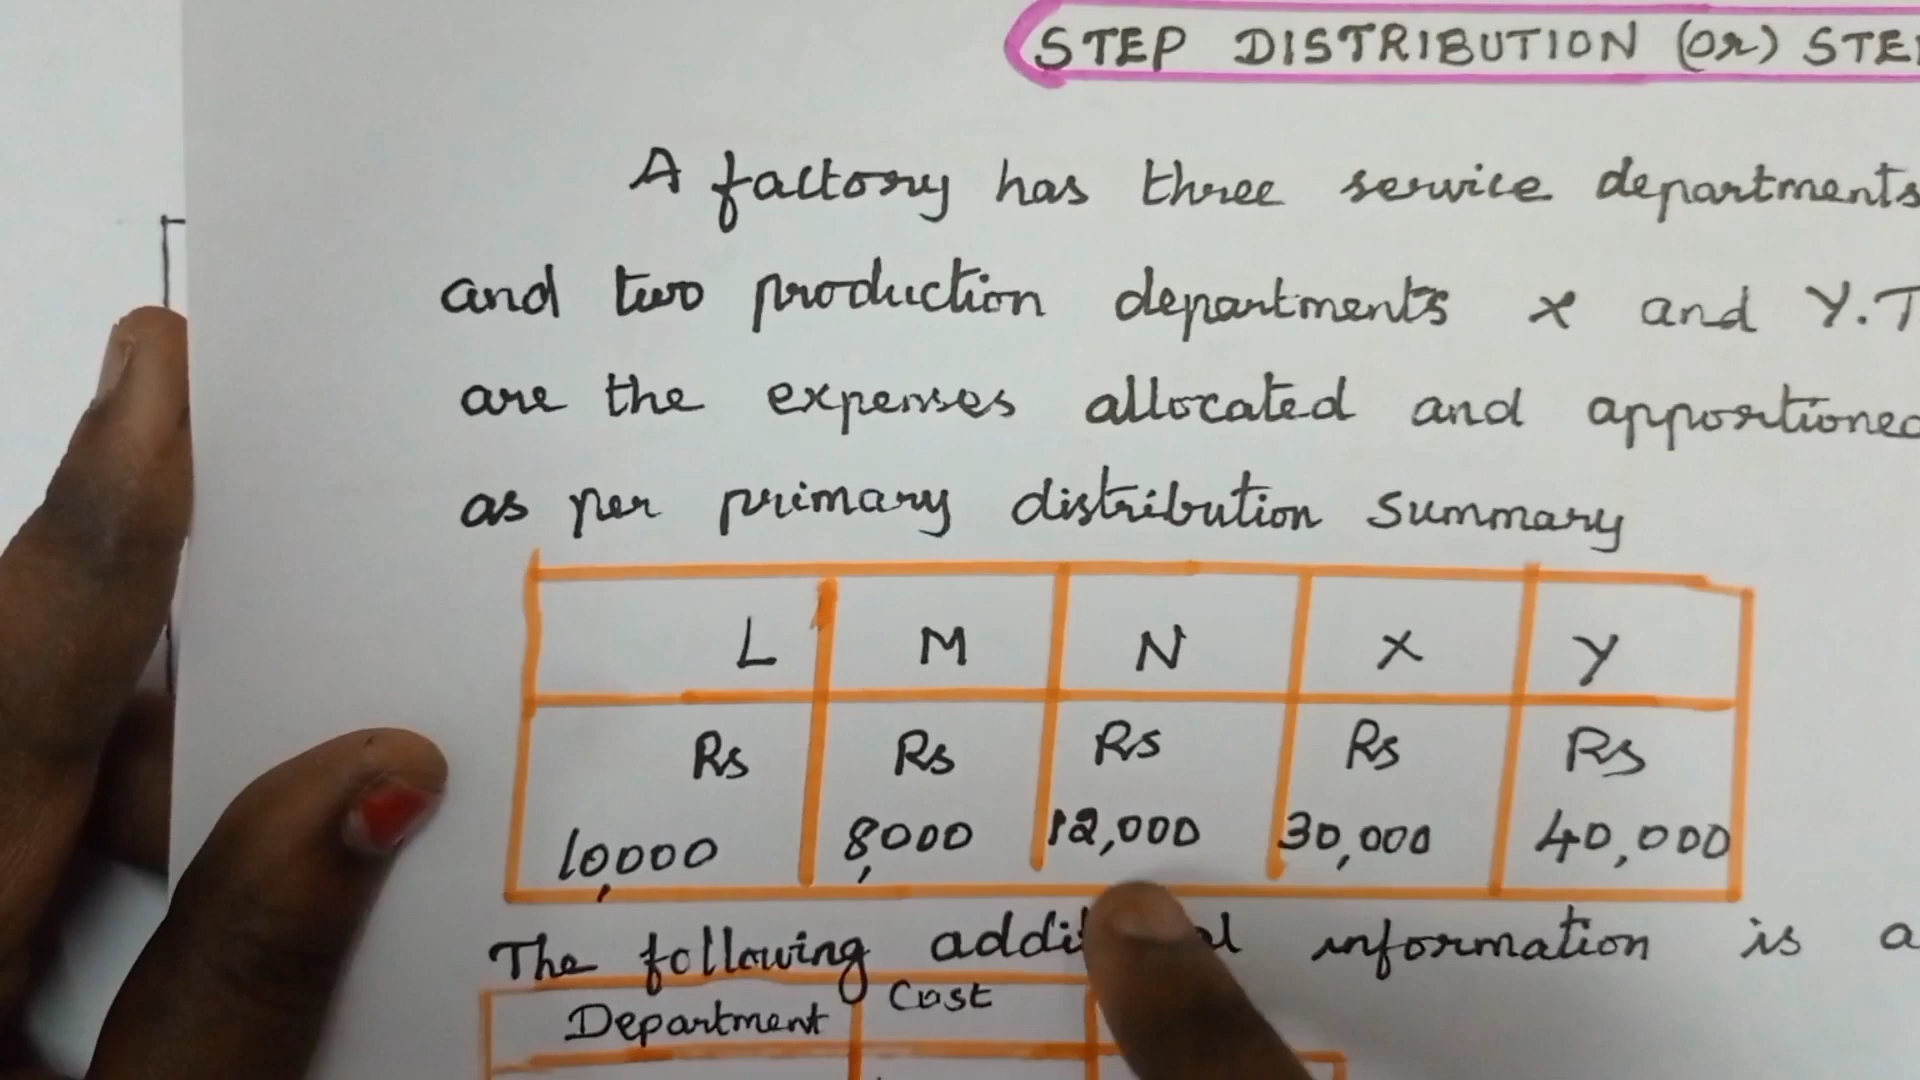 STEP DISTRIBUTION (or) STE
A factory has three service departments
and two production departments X and Y. T
are the expenses allocated and apportioned
as per primary distribution summary
L M N X Y
Rs Rs Rs Rs Rs
10,000 8,000 12,000 30,000 40,000
The following information is a
Department Cost